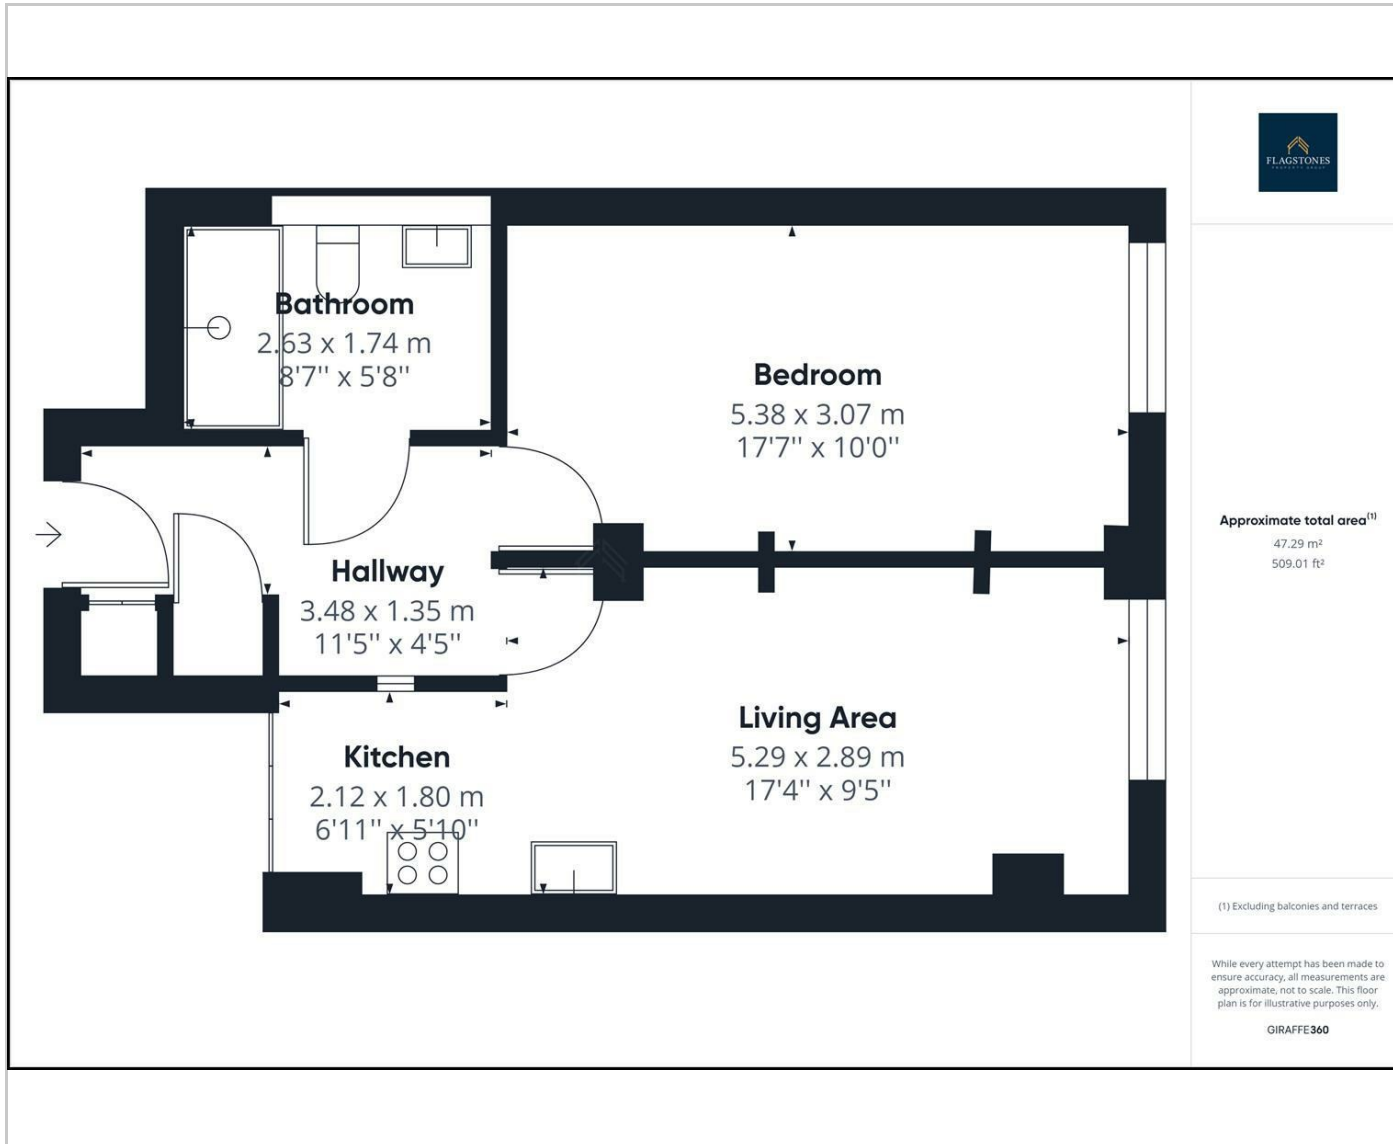 Bathroom
2.63 x 1.74 m
8'7'' x 5'8''
Bedroom
5.38 x 3.07 m
17'7'' x 10'0''
Hallway
3.48 x 1.35 m
11'5'' x 4'5''
Kitchen
2.12 x 1.80 m
6'11'' x 5'10''
Living Area
5.29 x 2.89 m
17'4'' x 9'5''
FLAGSTONES
PROPERTY GROUP
Approximate total area(1)
47.29 m²
509.01 ft²
(1) Excluding balconies and terraces
While every attempt has been made to
ensure accuracy, all measurements are
approximate, not to scale. This floor
plan is for illustrative purposes only.
GIRAFFE360